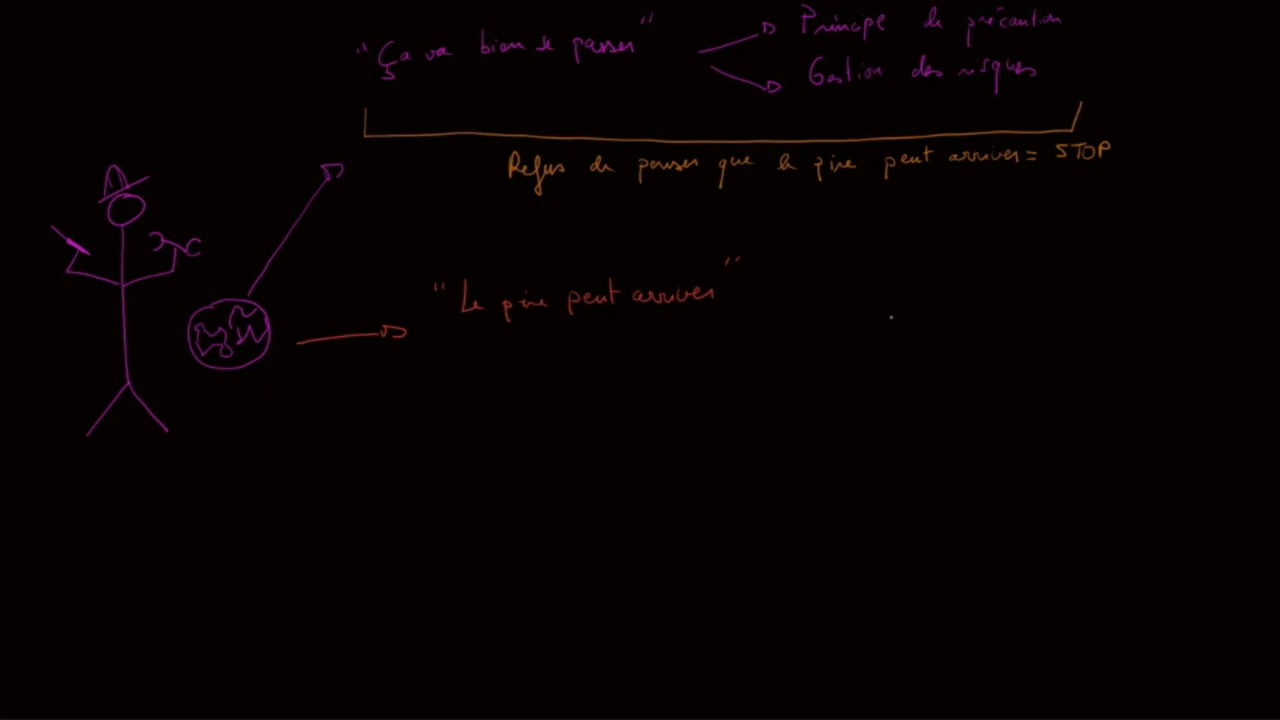 "Ça va bien se passer"
Principe de précaution
Gestion des risques
Refus de penser que le pire peut arriver = STOP
"Le pire peut arriver"